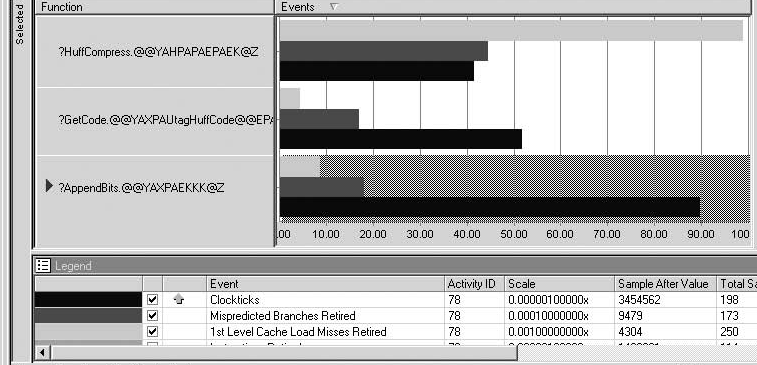 Selected
Function Events
?HuffCompress.@@YAHPAPAEPAEK@Z
?GetCode.@@YAXPAUtagHuffCode@@EPA
?AppendBits.@@YAXPAEKKK@Z
.00 10.00 20.00 30.00 40.00 50.00 60.00 70.00 80.00 90.00 100
Legend
Event Activity ID Scale Sample After Value Total Sa
Clockticks 78 0.00000100000x 3454562 198
Mispredicted Branches Retired 78 0.00010000000x 9479 173
1st Level Cache Load Misses Retired 78 0.00100000000x 4304 250